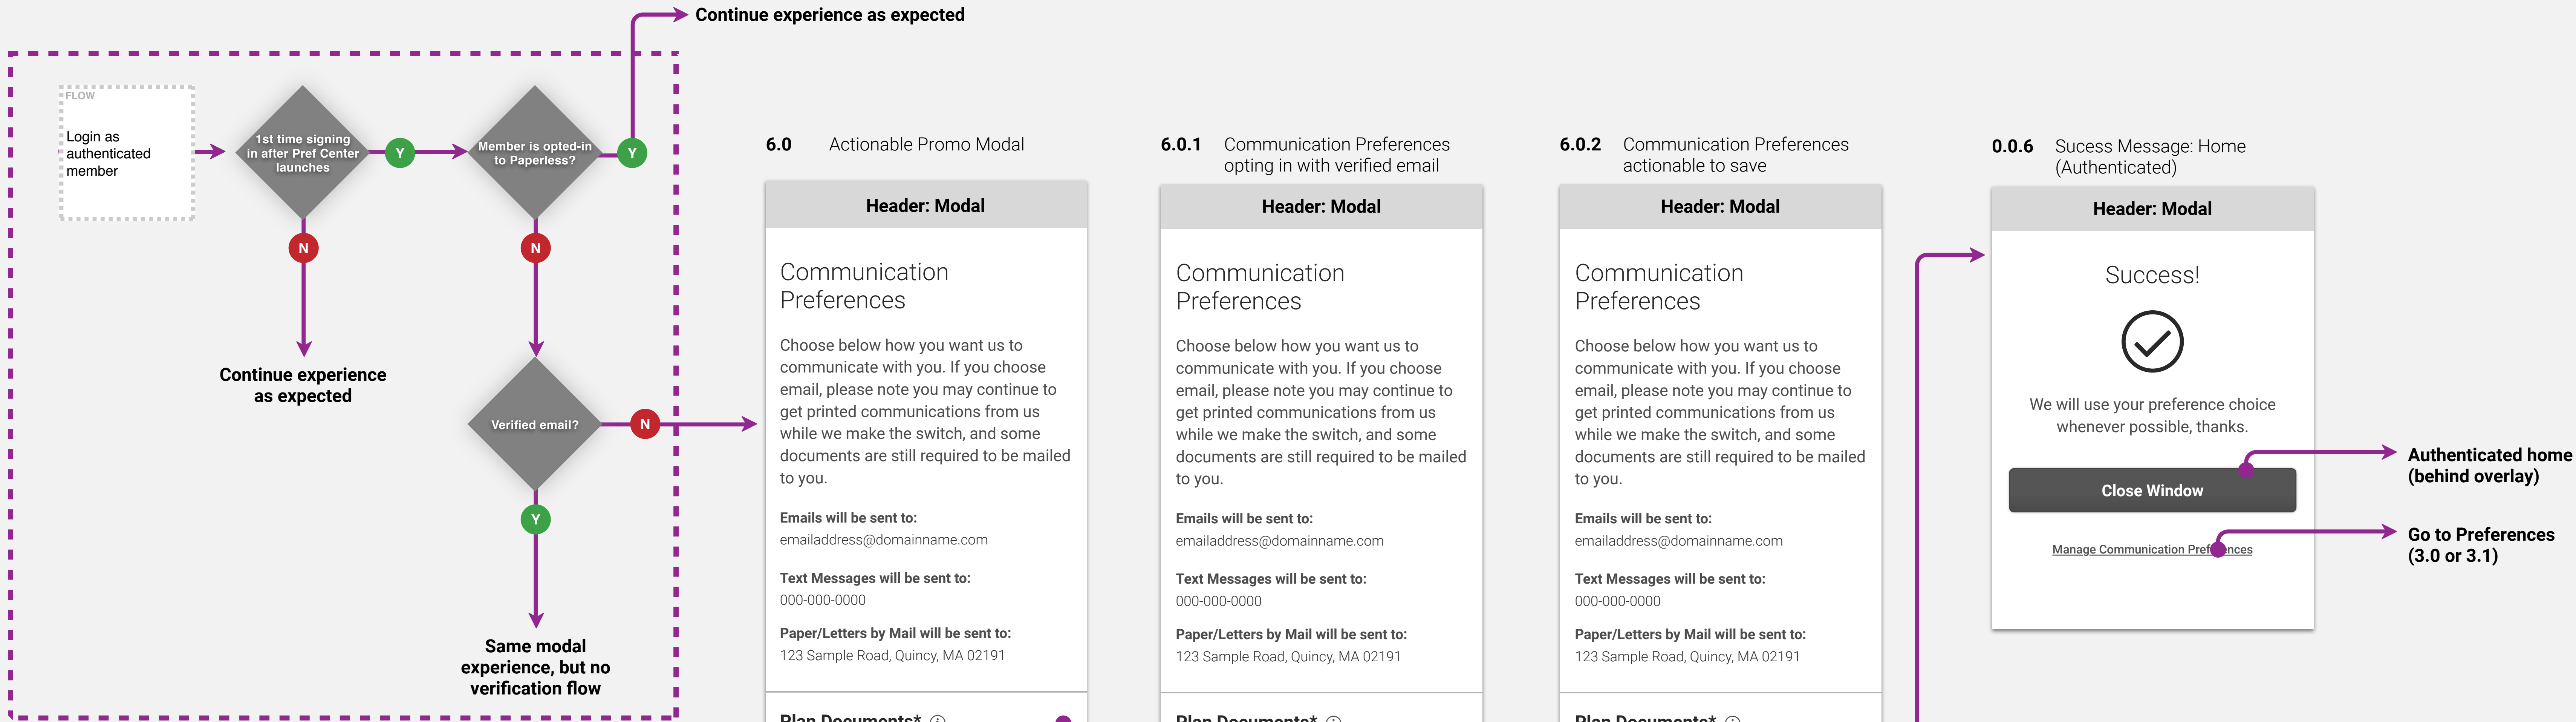 Continue experience as expected
FLOW
Login as
authenticated
member
1st time signing
in after Pref Center
launches
Y
Member is opted-in
to Paperless?
Y
N
N
Continue experience
as expected
Verified email?
N
Y
Same modal
experience, but no
verification flow
6.0 Actionable Promo Modal
Header: Modal
Communication
Preferences
Choose below how you want us to
communicate with you. If you choose
email, please note you may continue to
get printed communications from us
while we make the switch, and some
documents are still required to be mailed
to you.
Emails will be sent to:
emailaddress@domainname.com
Text Messages will be sent to:
000-000-0000
Paper/Letters by Mail will be sent to:
123 Sample Road, Quincy, MA 02191
Plan Documents*
6.0.1 Communication Preferences
opting in with verified email
Header: Modal
Communication
Preferences
Choose below how you want us to
communicate with you. If you choose
email, please note you may continue to
get printed communications from us
while we make the switch, and some
documents are still required to be mailed
to you.
Emails will be sent to:
emailaddress@domainname.com
Text Messages will be sent to:
000-000-0000
Paper/Letters by Mail will be sent to:
123 Sample Road, Quincy, MA 02191
Plan Documents*
6.0.2 Communication Preferences
actionable to save
Header: Modal
Communication
Preferences
Choose below how you want us to
communicate with you. If you choose
email, please note you may continue to
get printed communications from us
while we make the switch, and some
documents are still required to be mailed
to you.
Emails will be sent to:
emailaddress@domainname.com
Text Messages will be sent to:
000-000-0000
Paper/Letters by Mail will be sent to:
123 Sample Road, Quincy, MA 02191
Plan Documents*
0.0.6 Sucess Message: Home
(Authenticated)
Header: Modal
Success!
We will use your preference choice
whenever possible, thanks.
Close Window
Manage Communication Preferences
Authenticated home
(behind overlay)
Go to Preferences
(3.0 or 3.1)